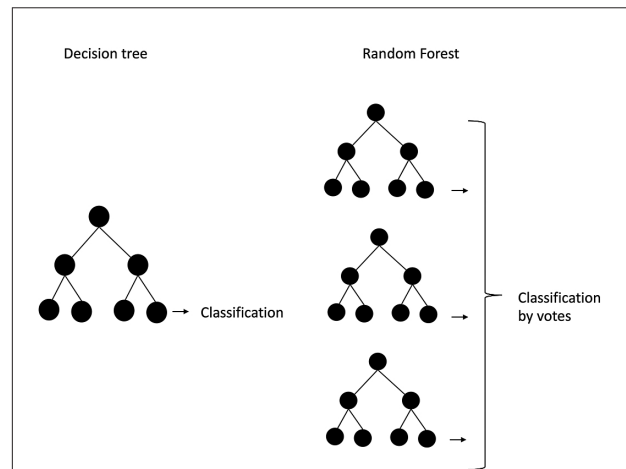 Decision tree
Random Forest
Classification
Classification
by votes